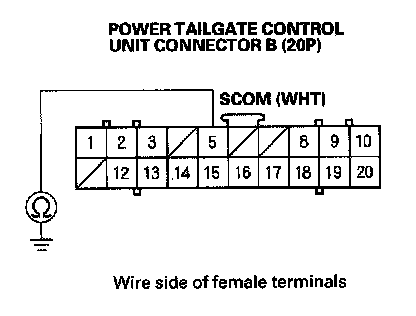 POWER TAILGATE CONTROL
UNIT CONNECTOR B (20P)
SCOM (WHT)
1 2 3 5 8 9 10
12 13 14 15 16 17 18 19 20
Ω
Wire side of female terminals